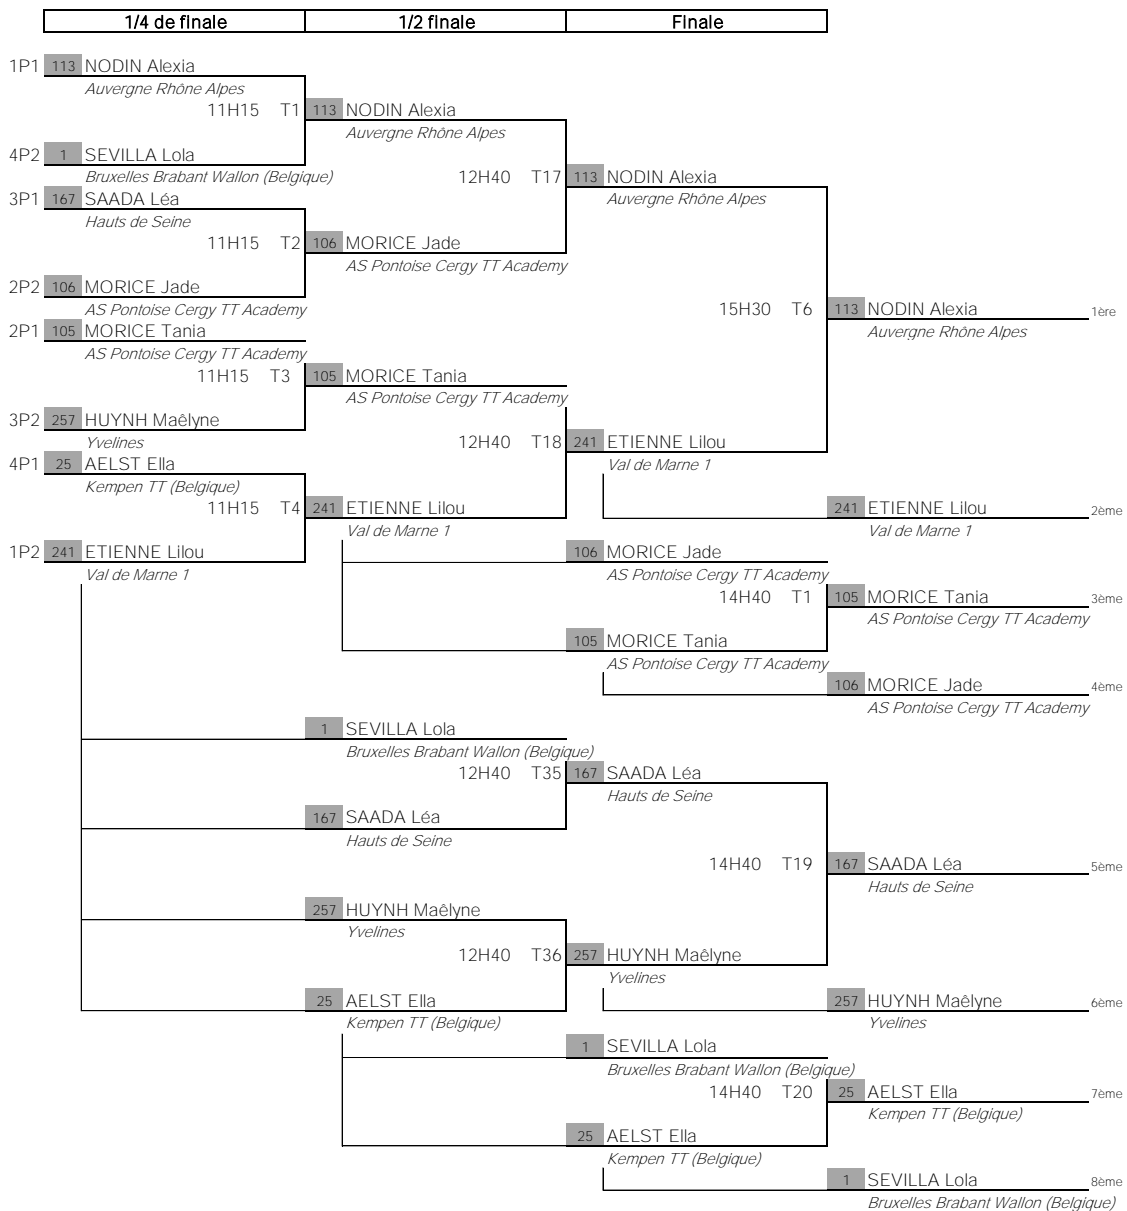 1/4 de finale 1/2 finale Finale
1P1 113 NODIN Alexia
Auvergne Rhône Alpes
11H15 T1 113 NODIN Alexia
Auvergne Rhône Alpes
4P2 1 SEVILLA Lola
Bruxelles Brabant Wallon (Belgique) 12H40 T17 113 NODIN Alexia
3P1 167 SAADA Léa Auvergne Rhône Alpes
Hauts de Seine
11H15 T2 106 MORICE Jade
AS Pontoise Cergy TT Academy
2P2 106 MORICE Jade
AS Pontoise Cergy TT Academy 15H30 T6 113 NODIN Alexia 1ère
2P1 105 MORICE Tania Auvergne Rhône Alpes
AS Pontoise Cergy TT Academy
11H15 T3 105 MORICE Tania
AS Pontoise Cergy TT Academy
3P2 257 HUYNH Maêlyne
Yvelines 12H40 T18 241 ETIENNE Lilou
4P1 25 AELST Ella Val de Marne 1
Kempen TT (Belgique)
11H15 T4 241 ETIENNE Lilou 241 ETIENNE Lilou 2ème
Val de Marne 1 Val de Marne 1
1P2 241 ETIENNE Lilou 106 MORICE Jade
Val de Marne 1 AS Pontoise Cergy TT Academy
14H40 T1 105 MORICE Tania 3ème
AS Pontoise Cergy TT Academy
105 MORICE Tania
AS Pontoise Cergy TT Academy
106 MORICE Jade 4ème
AS Pontoise Cergy TT Academy
1 SEVILLA Lola
Bruxelles Brabant Wallon (Belgique)
12H40 T35 167 SAADA Léa
Hauts de Seine
167 SAADA Léa
Hauts de Seine
14H40 T19 167 SAADA Léa 5ème
Hauts de Seine
257 HUYNH Maêlyne
Yvelines
12H40 T36 257 HUYNH Maêlyne
Yvelines
25 AELST Ella 257 HUYNH Maêlyne 6ème
Kempen TT (Belgique) Yvelines
1 SEVILLA Lola
Bruxelles Brabant Wallon (Belgique)
14H40 T20 25 AELST Ella 7ème
Kempen TT (Belgique)
25 AELST Ella
Kempen TT (Belgique)
1 SEVILLA Lola 8ème
Bruxelles Brabant Wallon (Belgique)